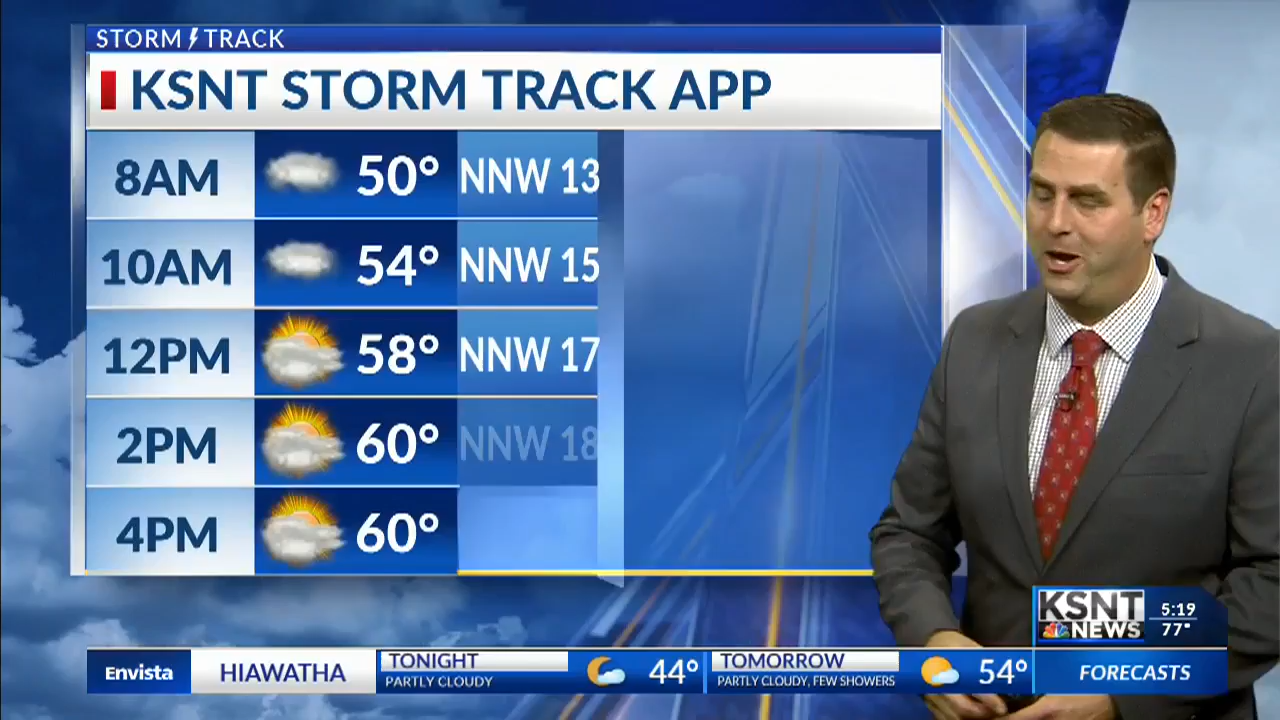 STORM TRACK
KSNT STORM TRACK APP
8AM 50° NNW 13
10AM 54° NNW 15
12PM 58° NNW 17
2PM 60° NNW 18
4PM 60°
KSNT
NEWS
5:19
77°
Envista HIAWATHA
TONIGHT
PARTLY CLOUDY
44°
TOMORROW
PARTLY CLOUDY, FEW SHOWERS
54°
FORECASTS